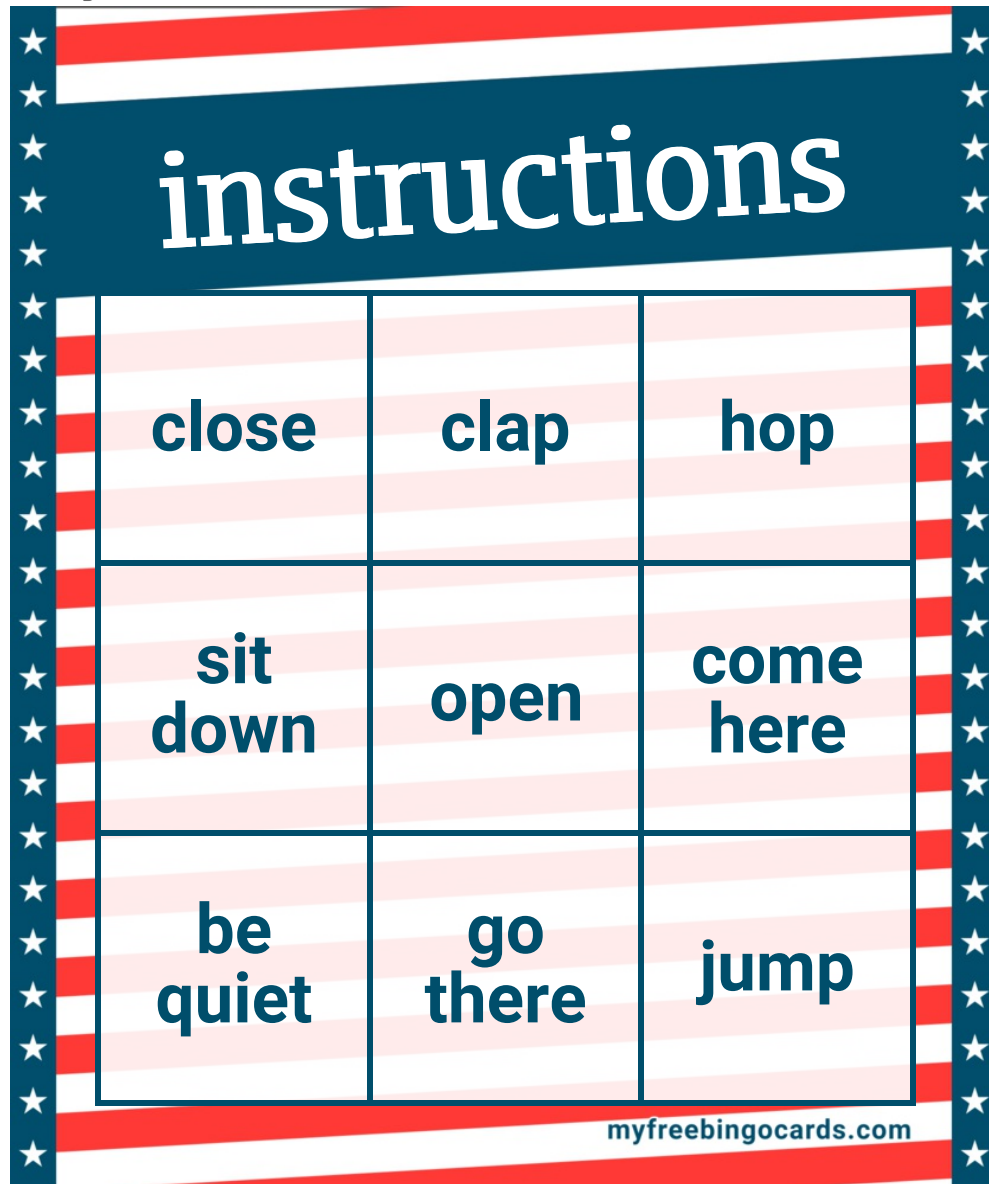 instructions
close
clap
hop
sit
down
open
come
here
be
quiet
go
there
jump
myfreebingocards.com